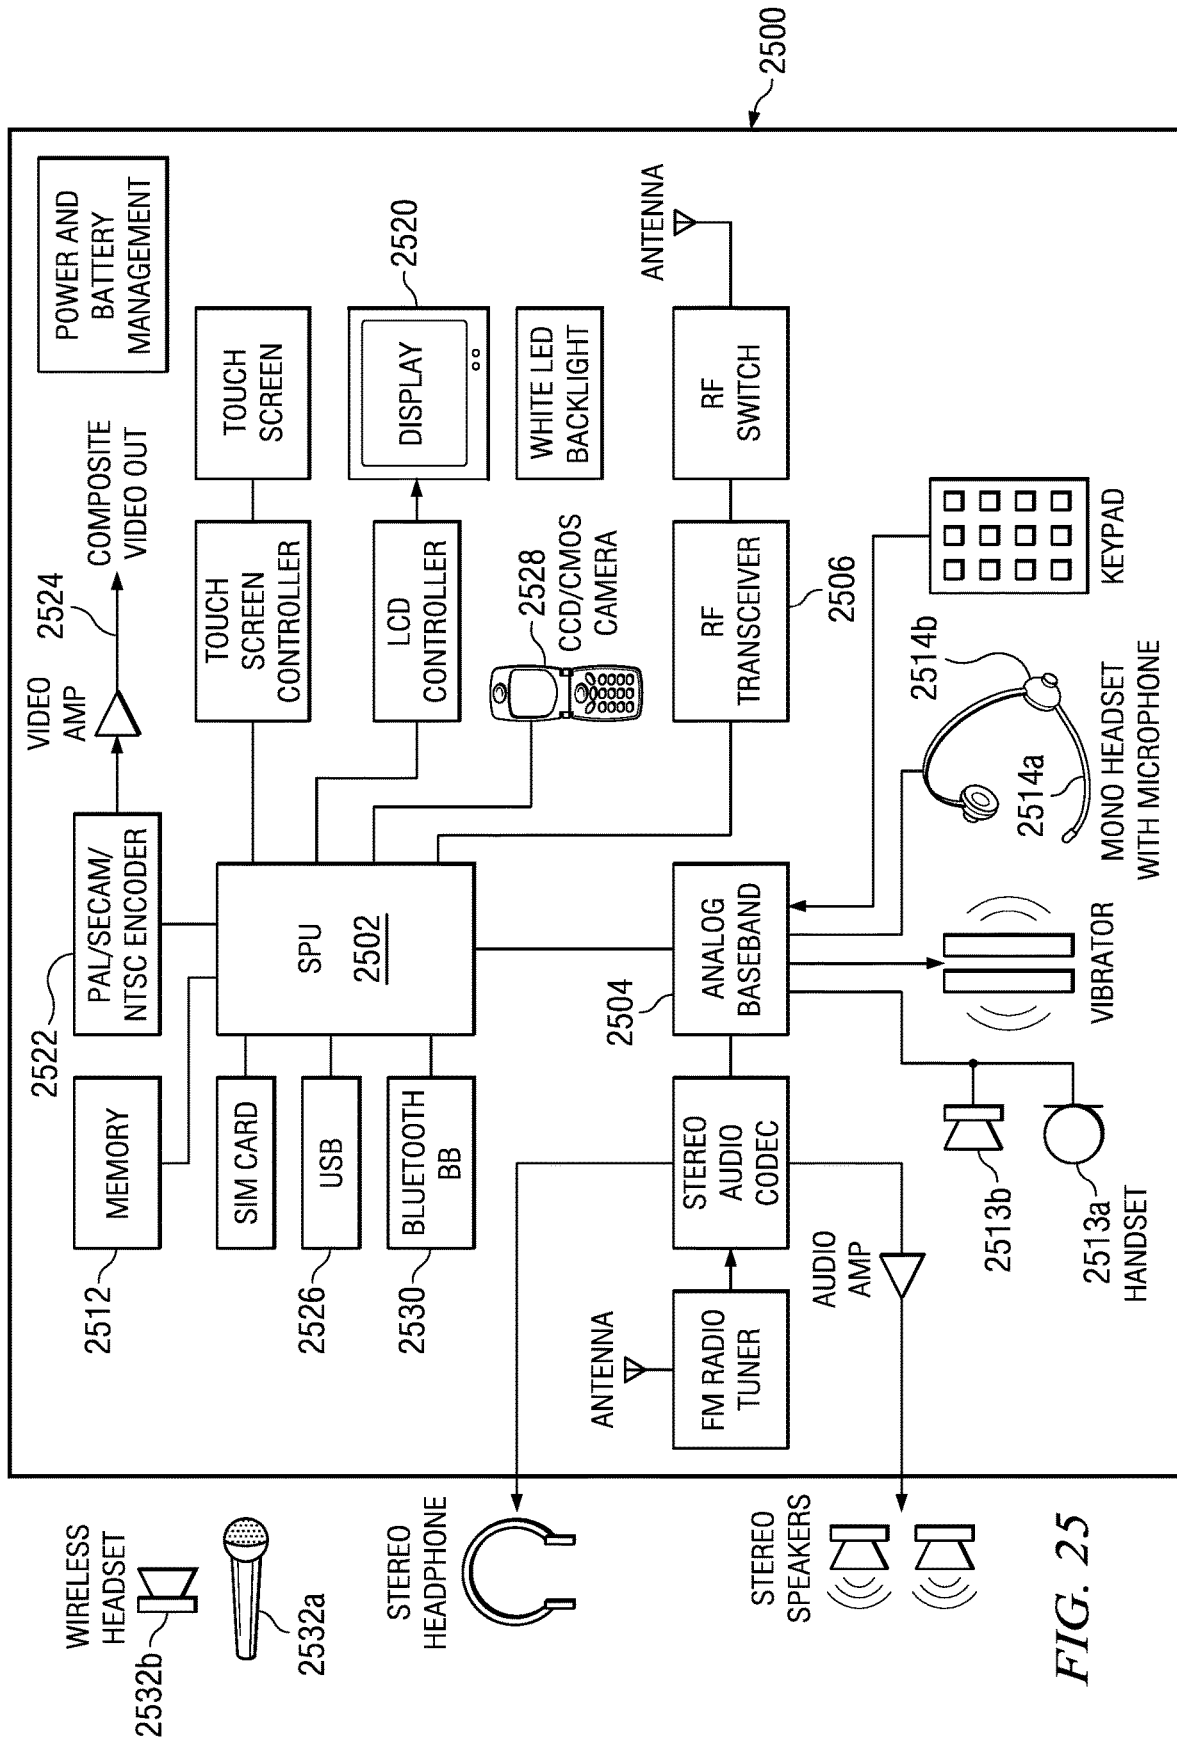 2500
POWER AND
BATTERY
MANAGEMENT
COMPOSITE
VIDEO OUT
2524
VIDEO
AMP
PAL/SECAM/
NTSC ENCODER
2522
MEMORY
2512
WIRELESS
HEADSET
2532b
2532a
TOUCH
SCREEN
TOUCH
SCREEN
CONTROLLER
2520
DISPLAY
LCD
CONTROLLER
WHITE LED
BACKLIGHT
2528
CCD/CMOS
CAMERA
SPU
2502
SIM CARD
USB
2526
BLUETOOTH
BB
2530
STEREO
HEADPHONE
ANTENNA
RF
SWITCH
RF
TRANSCEIVER
2506
ANALOG
BASEBAND
2504
STEREO
AUDIO
CODEC
ANTENNA
FM RADIO
TUNER
AUDIO
AMP
STEREO
SPEAKERS
KEYPAD
2514b
2514a
MONO HEADSET
WITH MICROPHONE
VIBRATOR
2513b
2513a
HANDSET
FIG. 25